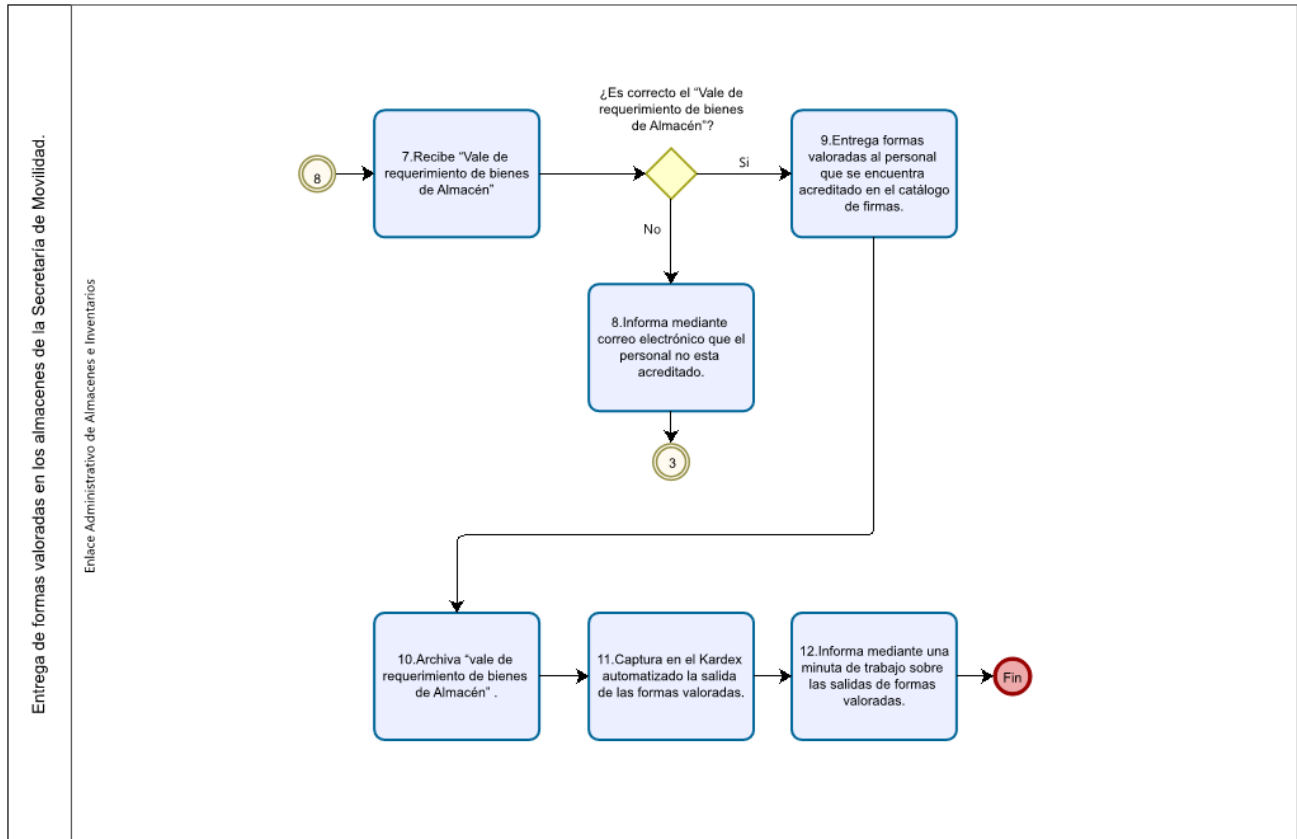 Entrega de formas valoradas en los almacenes de la Secretaría de Movilidad.
Enlace Administrativo de Almacenes e Inventarios
8
7.Recibe “Vale de
requerimiento de bienes
de Almacén”
¿Es correcto el “Vale de
requerimiento de bienes
de Almacén”?
Si
No
9.Entrega formas
valoradas al personal
que se encuentra
acreditado en el catálogo
de firmas.
8.Informa mediante
correo electrónico que el
personal no esta
acreditado.
3
10.Archiva “vale de
requerimiento de bienes
de Almacén” .
11.Captura en el Kardex
automatizado la salida
de las formas valoradas.
12.Informa mediante una
minuta de trabajo sobre
las salidas de formas
valoradas.
Fin